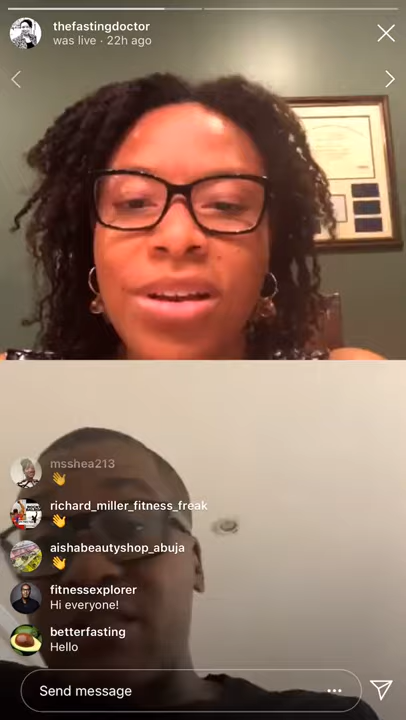 thefastingdoctor
was live · 22h ago
msshea213
👋
richard_miller_fitness_freak
👋
aishabeautyshop_abuja
👋
fitnessexplorer
Hi everyone!
betterfasting
Hello
Send message